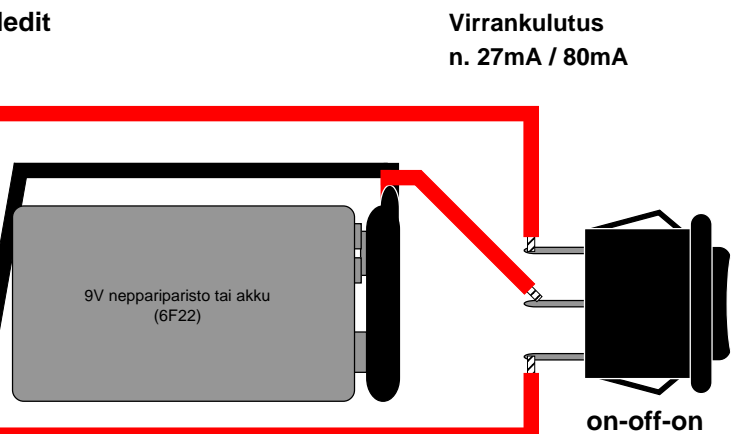 ledit
Virrankulutus
n. 27mA / 80mA
9V neppariparisto tai akku
(6F22)
on-off-on